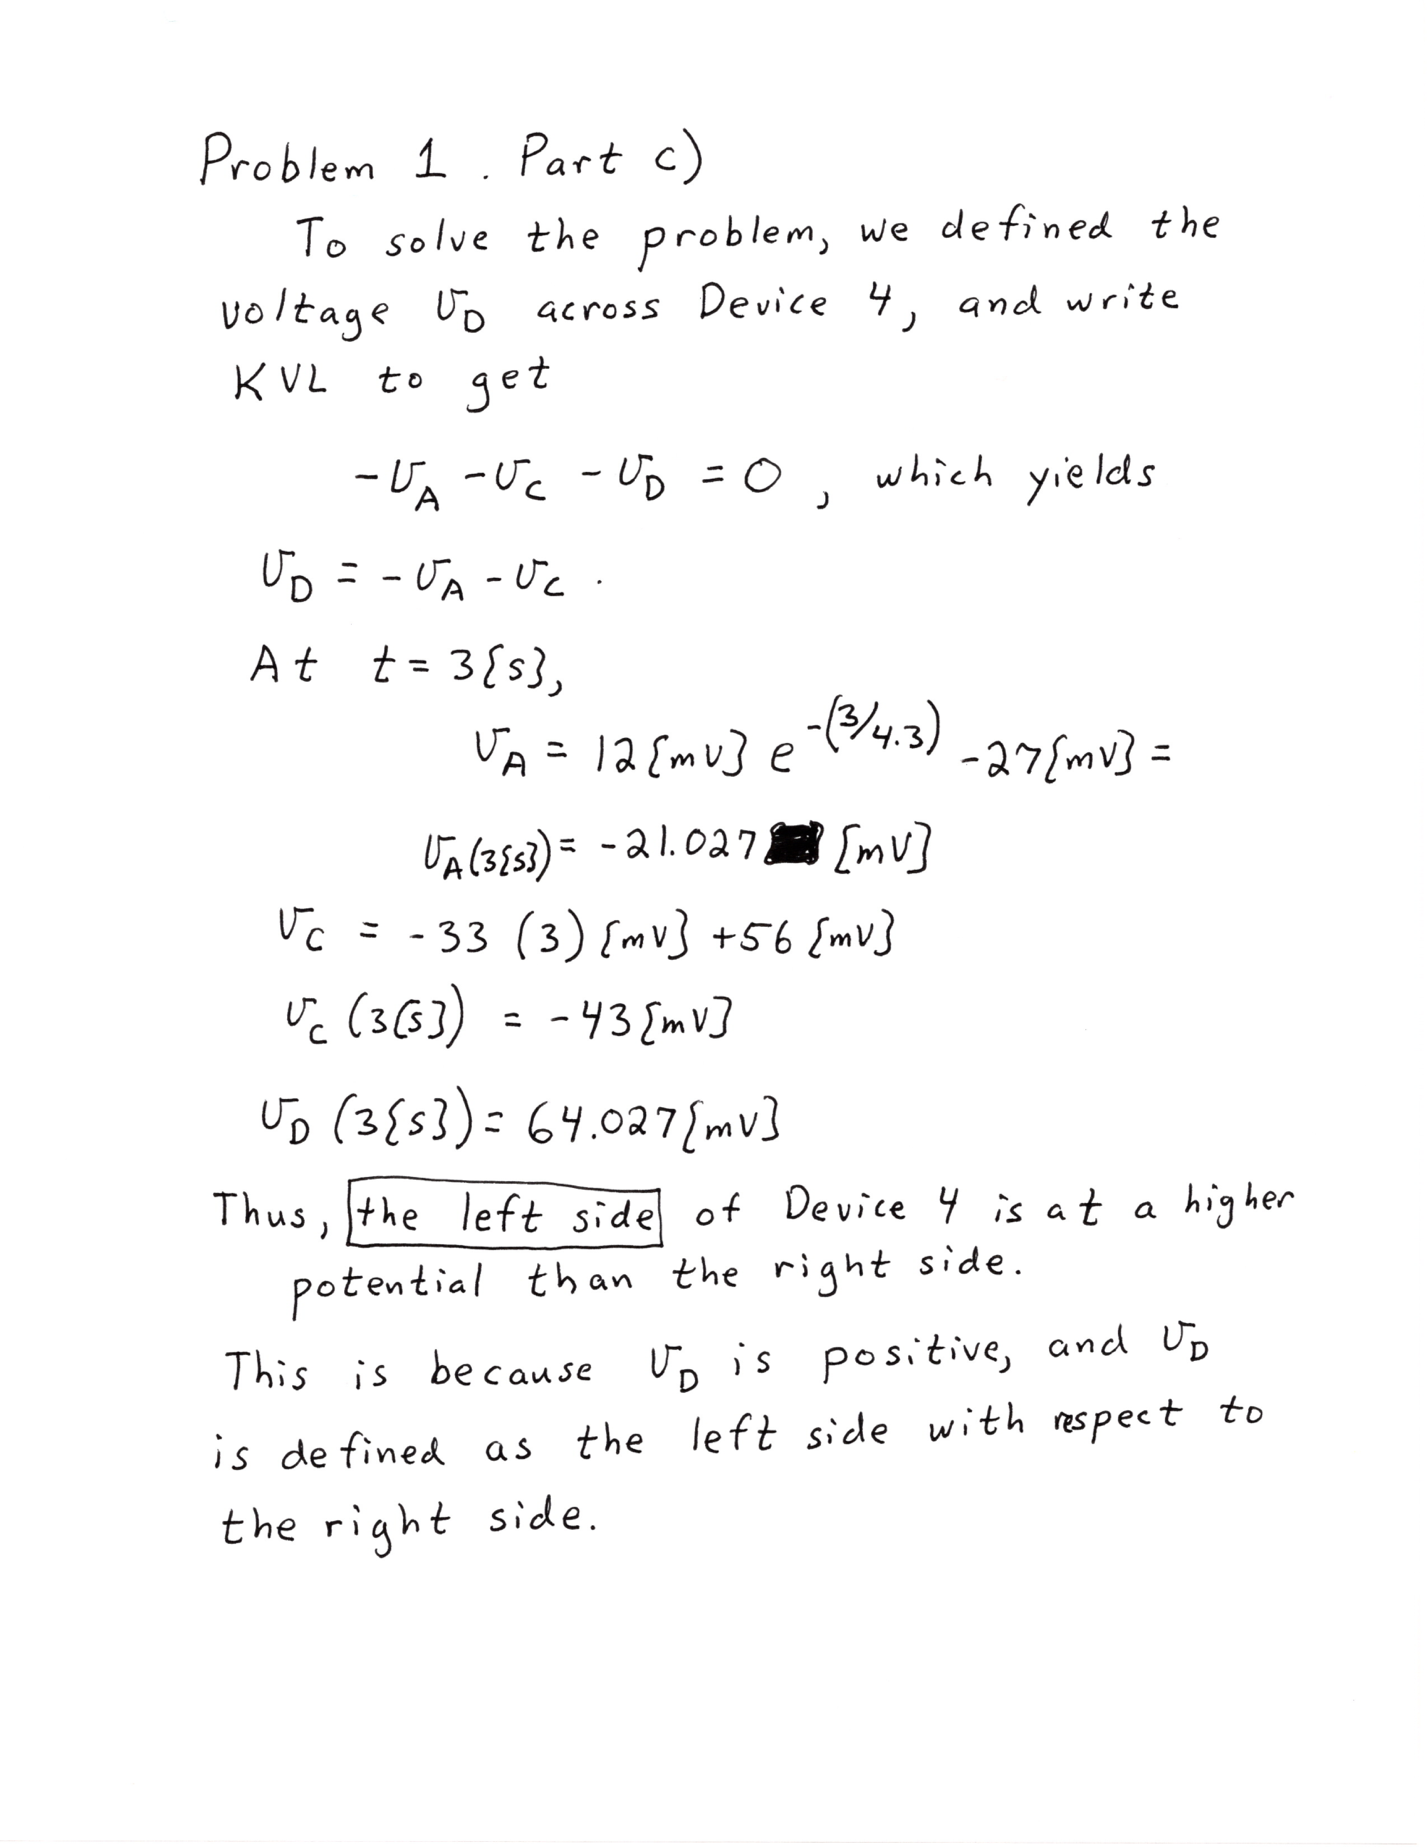 Problem 1. Part c)
To solve the problem, we defined the
voltage v_D across Device 4, and write
KVL to get
-v_A - v_C - v_D = 0, which yields
v_D = -v_A - v_C.
At t = 3{s},
v_A = 12{mV} e^-(3/4.3) - 27{mV} =
v_A(3{s}) = -21.027 [mV]
v_C = -33 (3) {mV} + 56 {mV}
v_C (3{s}) = -43{mV}
v_D (3{s}) = 64.027[mV]
Thus, the left side of Device 4 is at a higher
potential than the right side.
This is because v_D is positive, and v_D
is defined as the left side with respect to
the right side.